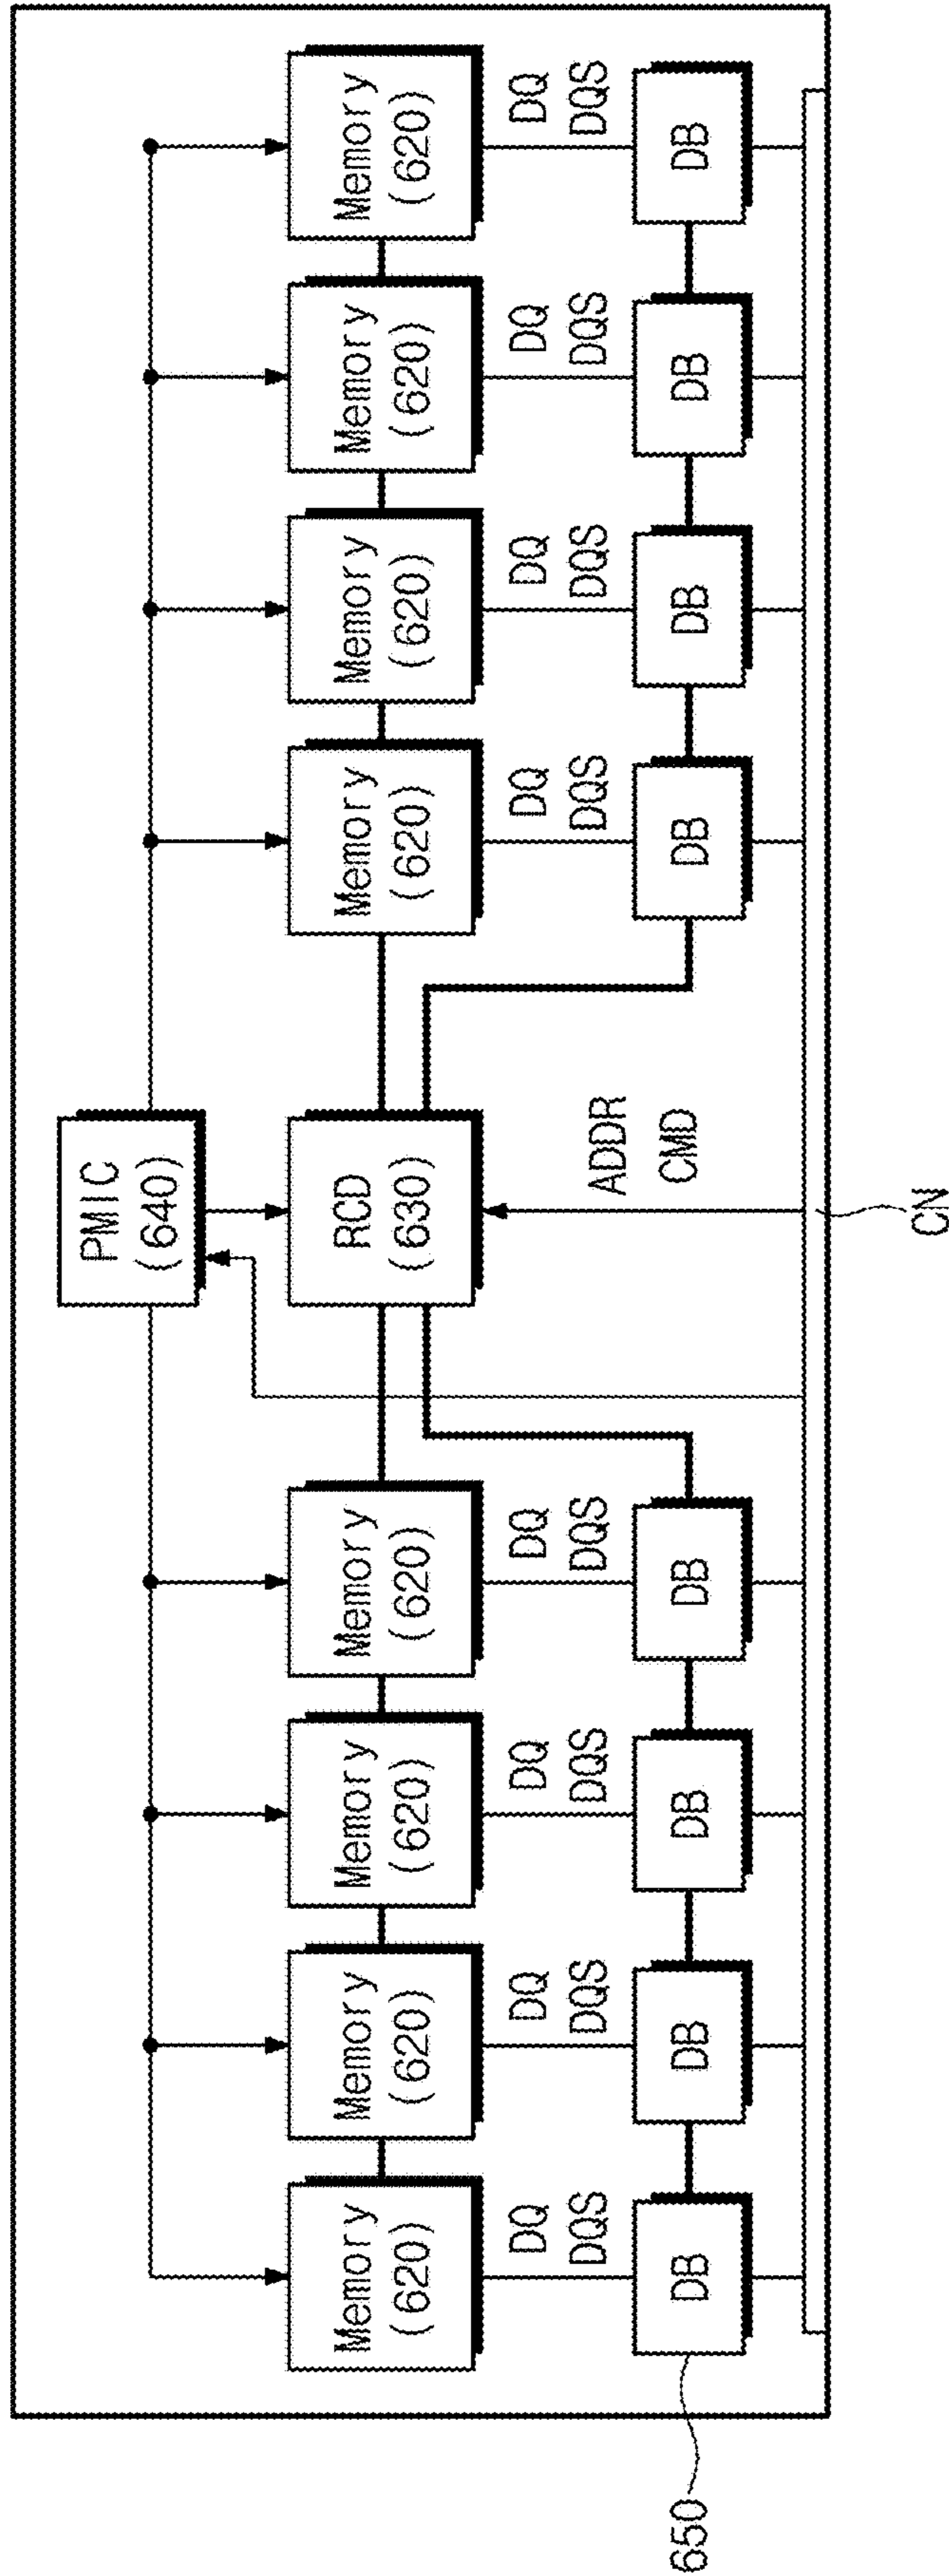 PMIC
(640)
Memory
(620)
Memory
(620)
Memory
(620)
Memory
(620)
RCD
(630)
Memory
(620)
Memory
(620)
Memory
(620)
Memory
(620)
DQ
DQS
DQ
DQS
DQ
DQS
DQ
DQS
ADDR
CMD
DQ
DQS
DQ
DQS
DQ
DQS
DQ
DQS
DB
DB
DB
DB
DB
DB
DB
DB
650
CN